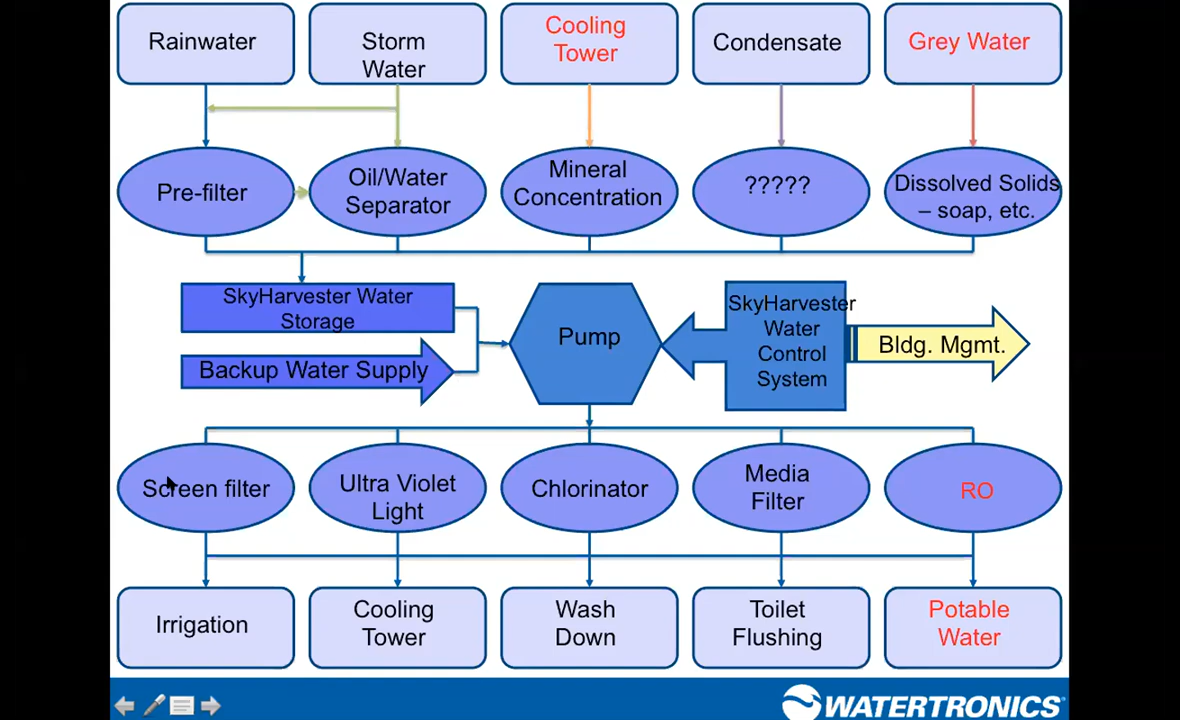 Rainwater
Storm
Water
Cooling
Tower
Condensate
Grey Water
Pre-filter
Oil/Water
Separator
Mineral
Concentration
?????
Dissolved Solids
– soap, etc.
SkyHarvester Water
Storage
Backup Water Supply
Pump
SkyHarvester
Water
Control
System
Bldg. Mgmt.
Screen filter
Ultra Violet
Light
Chlorinator
Media
Filter
RO
Irrigation
Cooling
Tower
Wash
Down
Toilet
Flushing
Potable
Water
WATERTRONICS